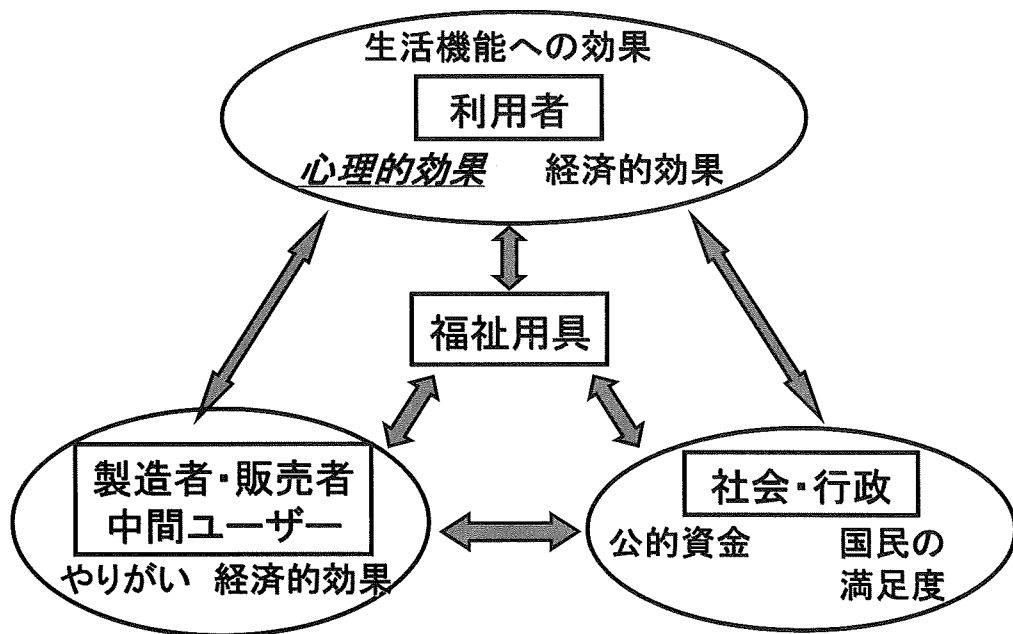 生活機能への効果
利用者
心理的効果 経済的効果
福祉用具
製造者・販売者
中間ユーザー
やりがい 経済的効果
社会・行政
公的資金 国民の
満足度